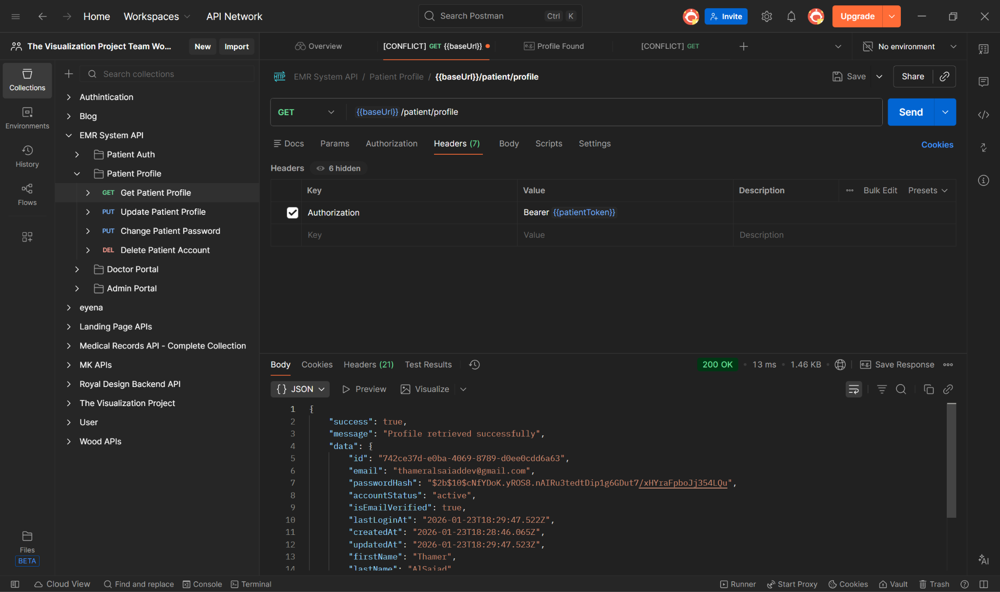 Home Workspaces API Network Search Postman Ctrl K Invite Upgrade
The Visualization Project Team Wo... New Import Overview [CONFLICT] GET {{baseUrl}} Profile Found [CONFLICT] GET No environment
Collections
Environments
History
Flows
Files
BETA
Search collections
Authintication
Blog
EMR System API
Patient Auth
Patient Profile
GET Get Patient Profile
PUT Update Patient Profile
PUT Change Patient Password
DEL Delete Patient Account
Doctor Portal
Admin Portal
eyena
Landing Page APIs
Medical Records API - Complete Collection
MK APIs
Royal Design Backend API
The Visualization Project
User
Wood APIs
HTTP EMR System API / Patient Profile / {{baseUrl}}/patient/profile Save Share
GET {{baseUrl}} /patient/profile Send
Docs Params Authorization Headers (7) Body Scripts Settings Cookies
Headers 6 hidden
Key Value Description Bulk Edit Presets
Authorization Bearer {{patientToken}}
Key Value Description
Body Cookies Headers (21) Test Results 200 OK • 13 ms • 1.46 KB • e.g. Save Response
{} JSON Preview Visualize
1 {
2 "success": true,
3 "message": "Profile retrieved successfully",
4 "data": {
5 "id": "742ce37d-e0ba-4069-8789-d0ee0cdd6a63",
6 "email": "thameralsaiaddev@gmail.com",
7 "passwordHash": "$2b$10$cNfYDoK.yROS8.nAIRu3tedtDip1g6GDut7/xHYraFpboJj354LQu",
8 "accountStatus": "active",
9 "isEmailVerified": true,
10 "lastLoginAt": "2026-01-23T18:29:47.522Z",
11 "createdAt": "2026-01-23T18:28:46.065Z",
12 "updatedAt": "2026-01-23T18:29:47.523Z",
13 "firstName": "Thamer",
14 "lastName": "AlSaiad"
AI
Cloud View Find and replace Console Terminal Runner Start Proxy Cookies Vault Trash